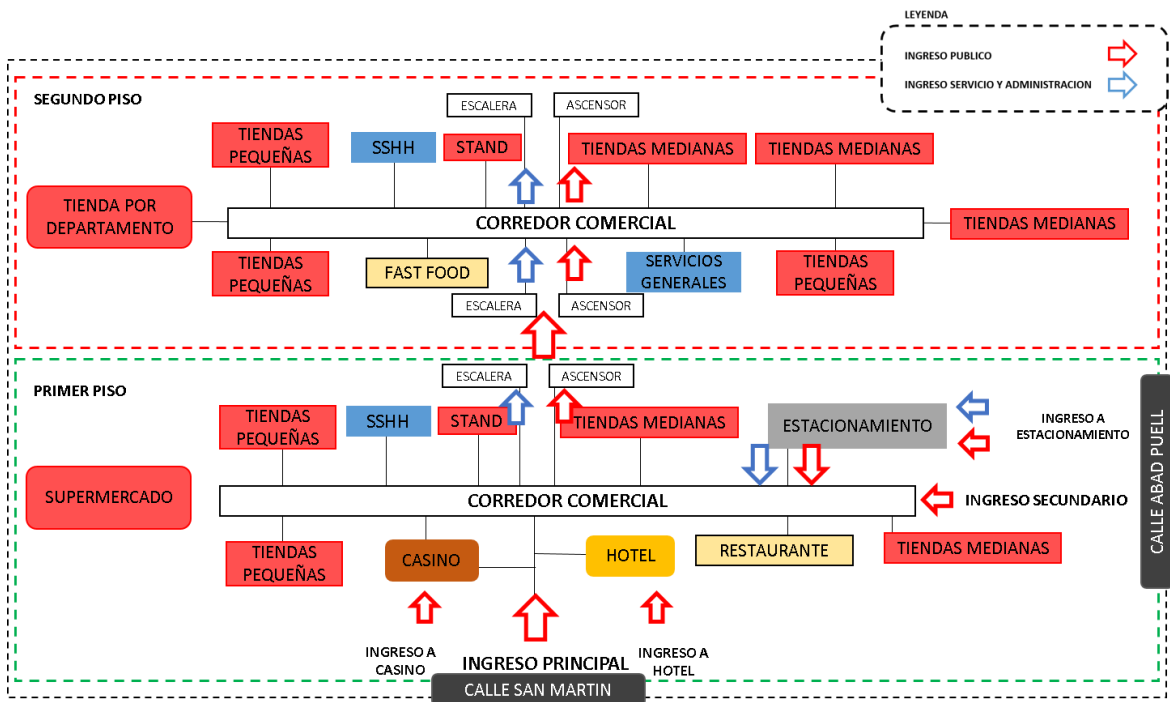 LEYENDA
INGRESO PUBLICO
INGRESO SERVICIO Y ADMINISTRACION
SEGUNDO PISO
ESCALERA
ASCENSOR
TIENDAS
PEQUEÑAS
SSHH
STAND
TIENDAS MEDIANAS
TIENDAS MEDIANAS
TIENDA POR
DEPARTAMENTO
CORREDOR COMERCIAL
TIENDAS MEDIANAS
TIENDAS
PEQUEÑAS
FAST FOOD
SERVICIOS
GENERALES
TIENDAS
PEQUEÑAS
ESCALERA
ASCENSOR
PRIMER PISO
ESCALERA
ASCENSOR
TIENDAS
PEQUEÑAS
SSHH
STAND
TIENDAS MEDIANAS
ESTACIONAMIENTO
INGRESO A
ESTACIONAMIENTO
SUPERMERCADO
CORREDOR COMERCIAL
INGRESO SECUNDARIO
CALLE ABAD PUELL
TIENDAS
PEQUEÑAS
CASINO
HOTEL
RESTAURANTE
TIENDAS MEDIANAS
INGRESO A
CASINO
INGRESO PRINCIPAL
INGRESO A
HOTEL
CALLE SAN MARTIN